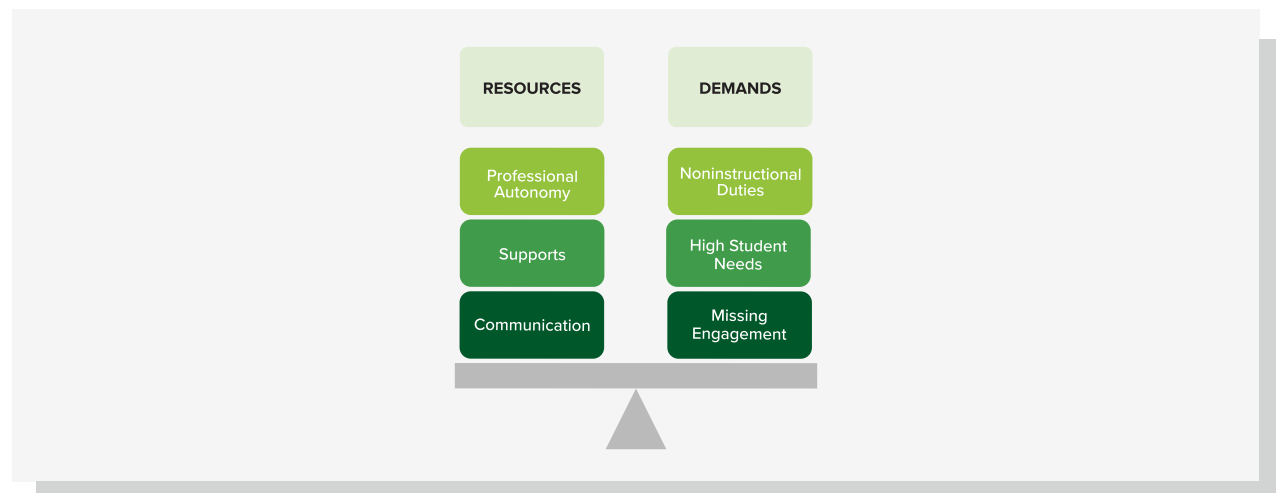 RESOURCES
DEMANDS
Professional
Autonomy
Noninstructional
Duties
Supports
High Student
Needs
Communication
Missing
Engagement